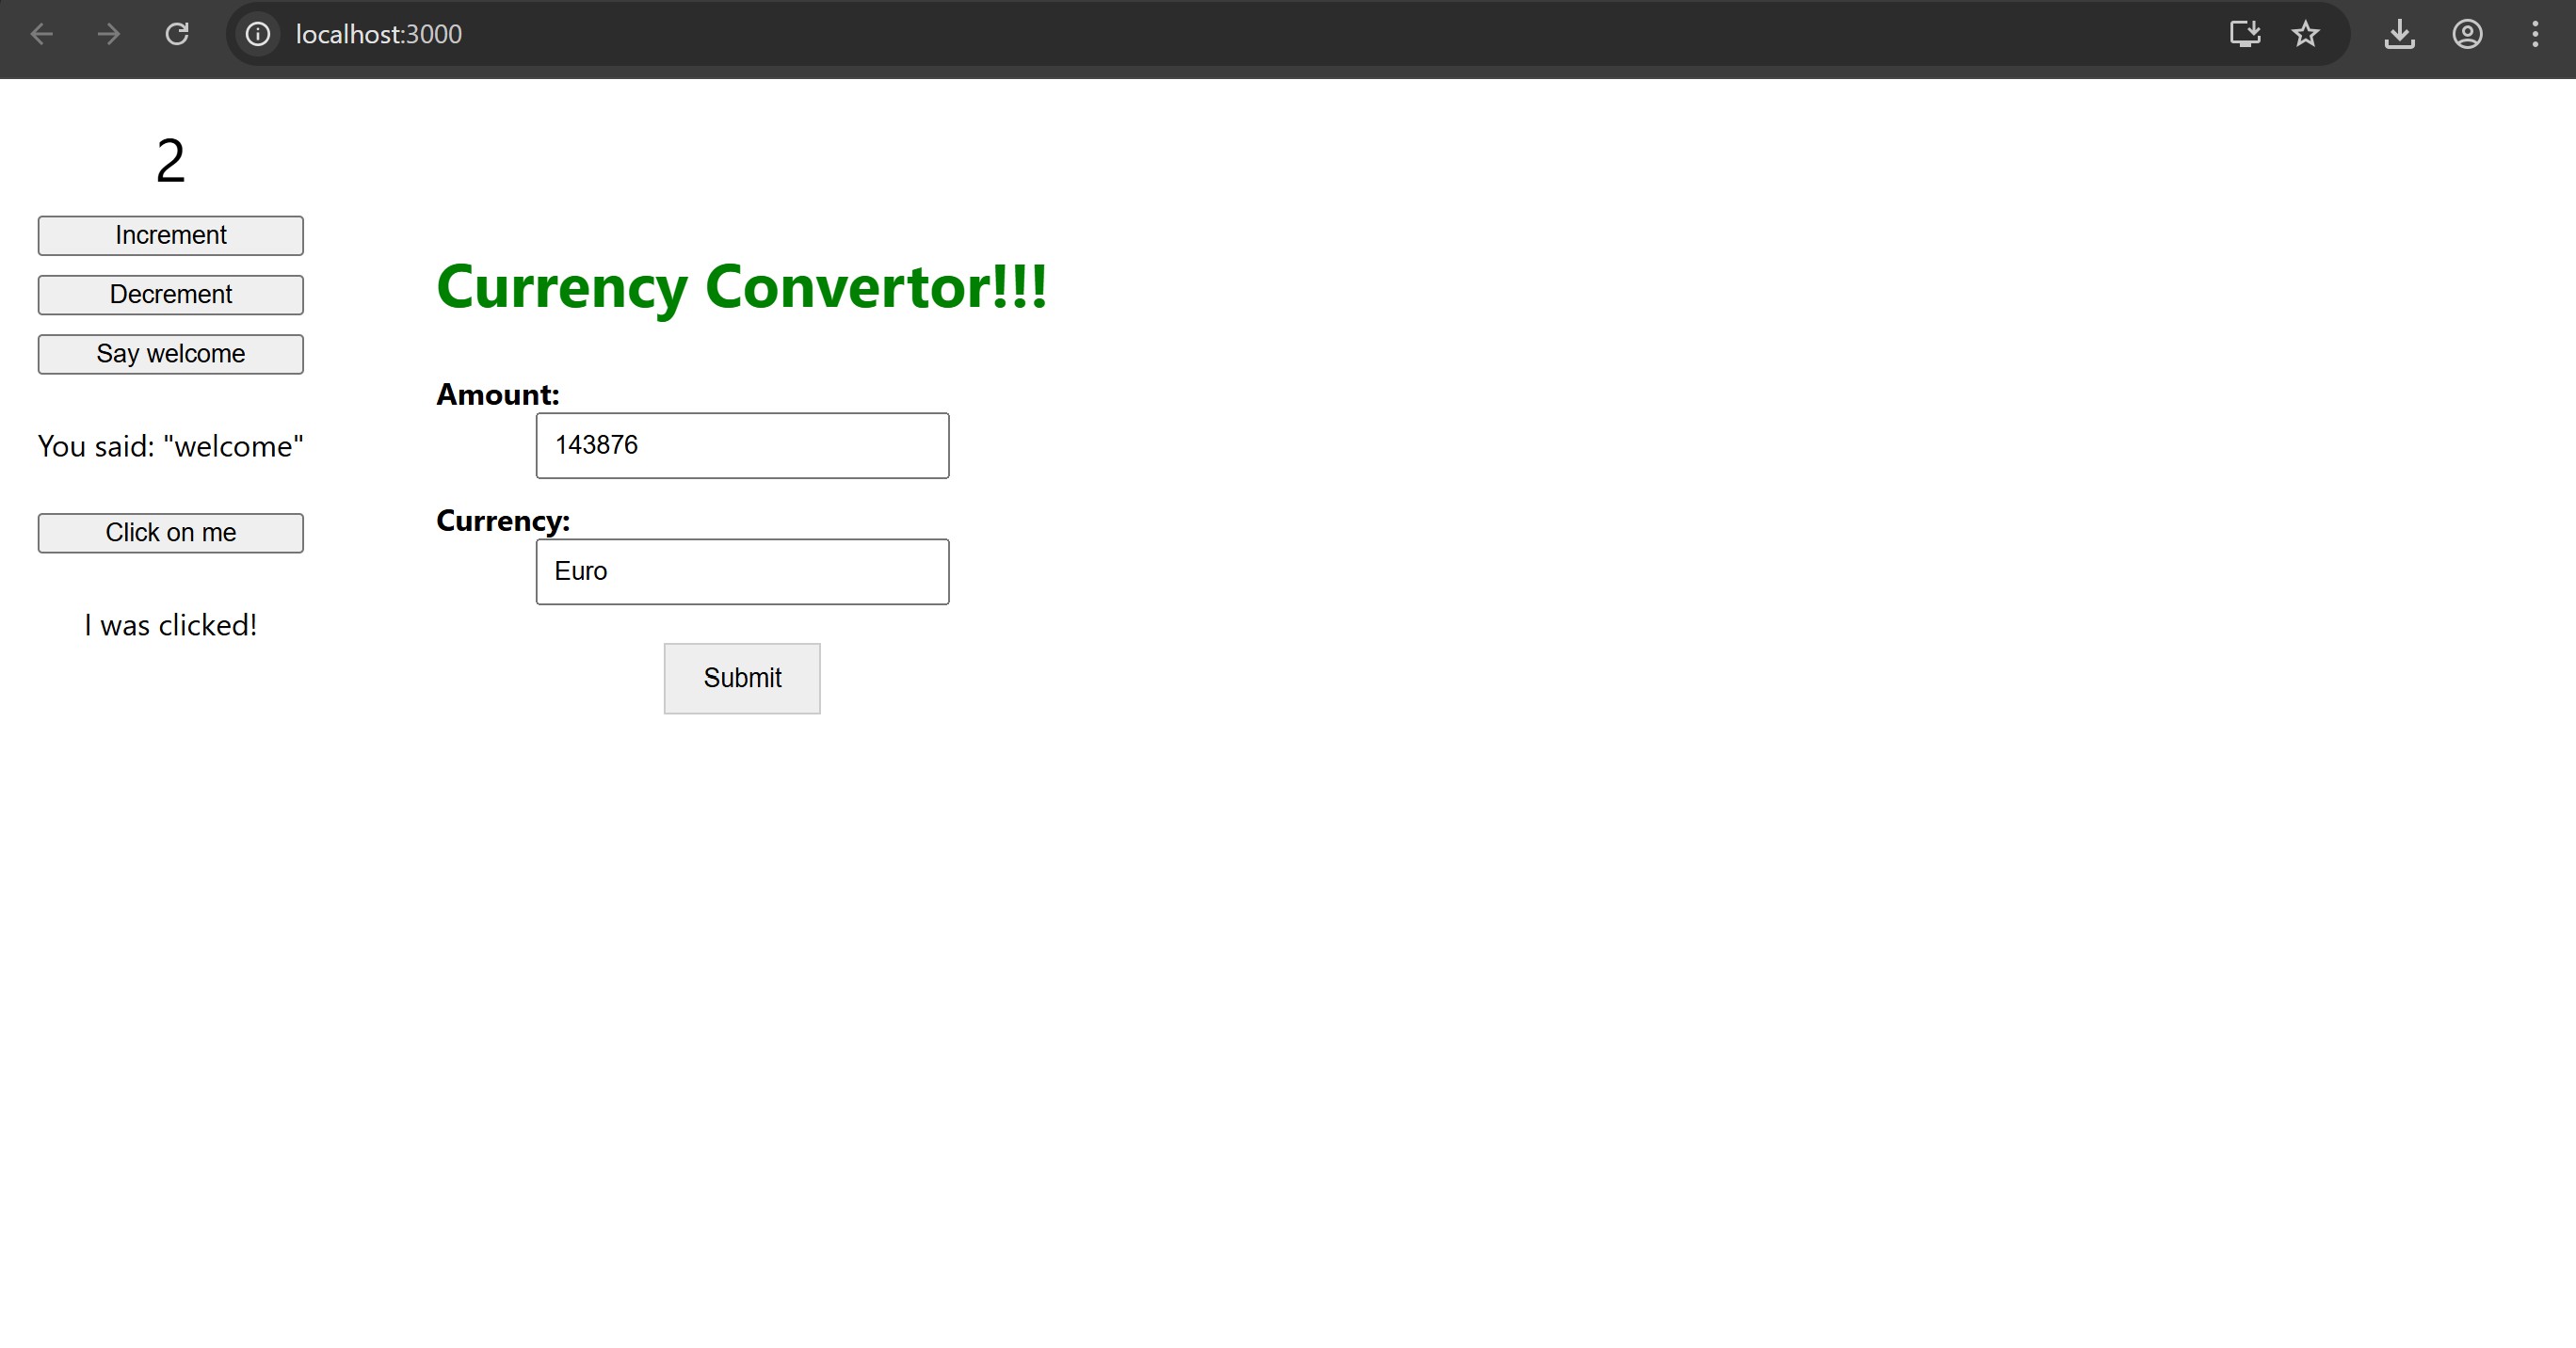 localhost:3000
2
Increment
Decrement
Say welcome
You said: "welcome"
Click on me
I was clicked!
Currency Convertor!!!
Amount:
143876
Currency:
Euro
Submit